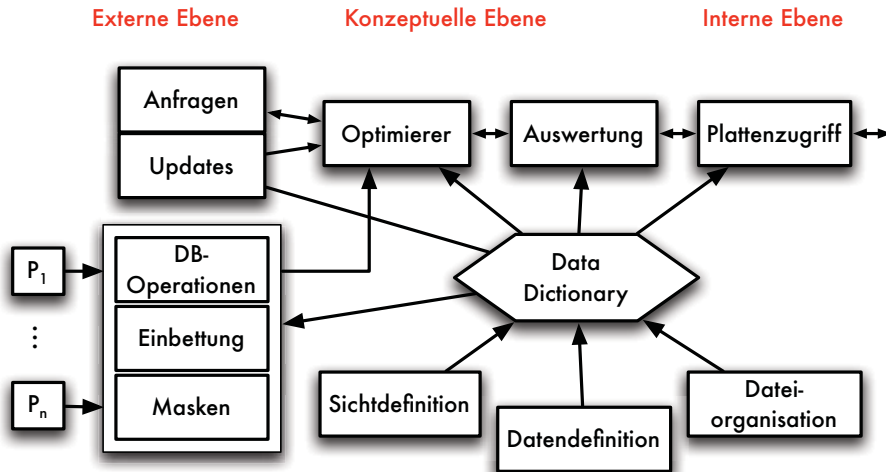 Externe Ebene
Konzeptuelle Ebene
Interne Ebene
Anfragen
Updates
Optimierer
Auswertung
Plattenzugriff
P1
⋮
Pn
DB-
Operationen
Einbettung
Masken
Data
Dictionary
Sichtdefinition
Datendefinition
Datei-
organisation